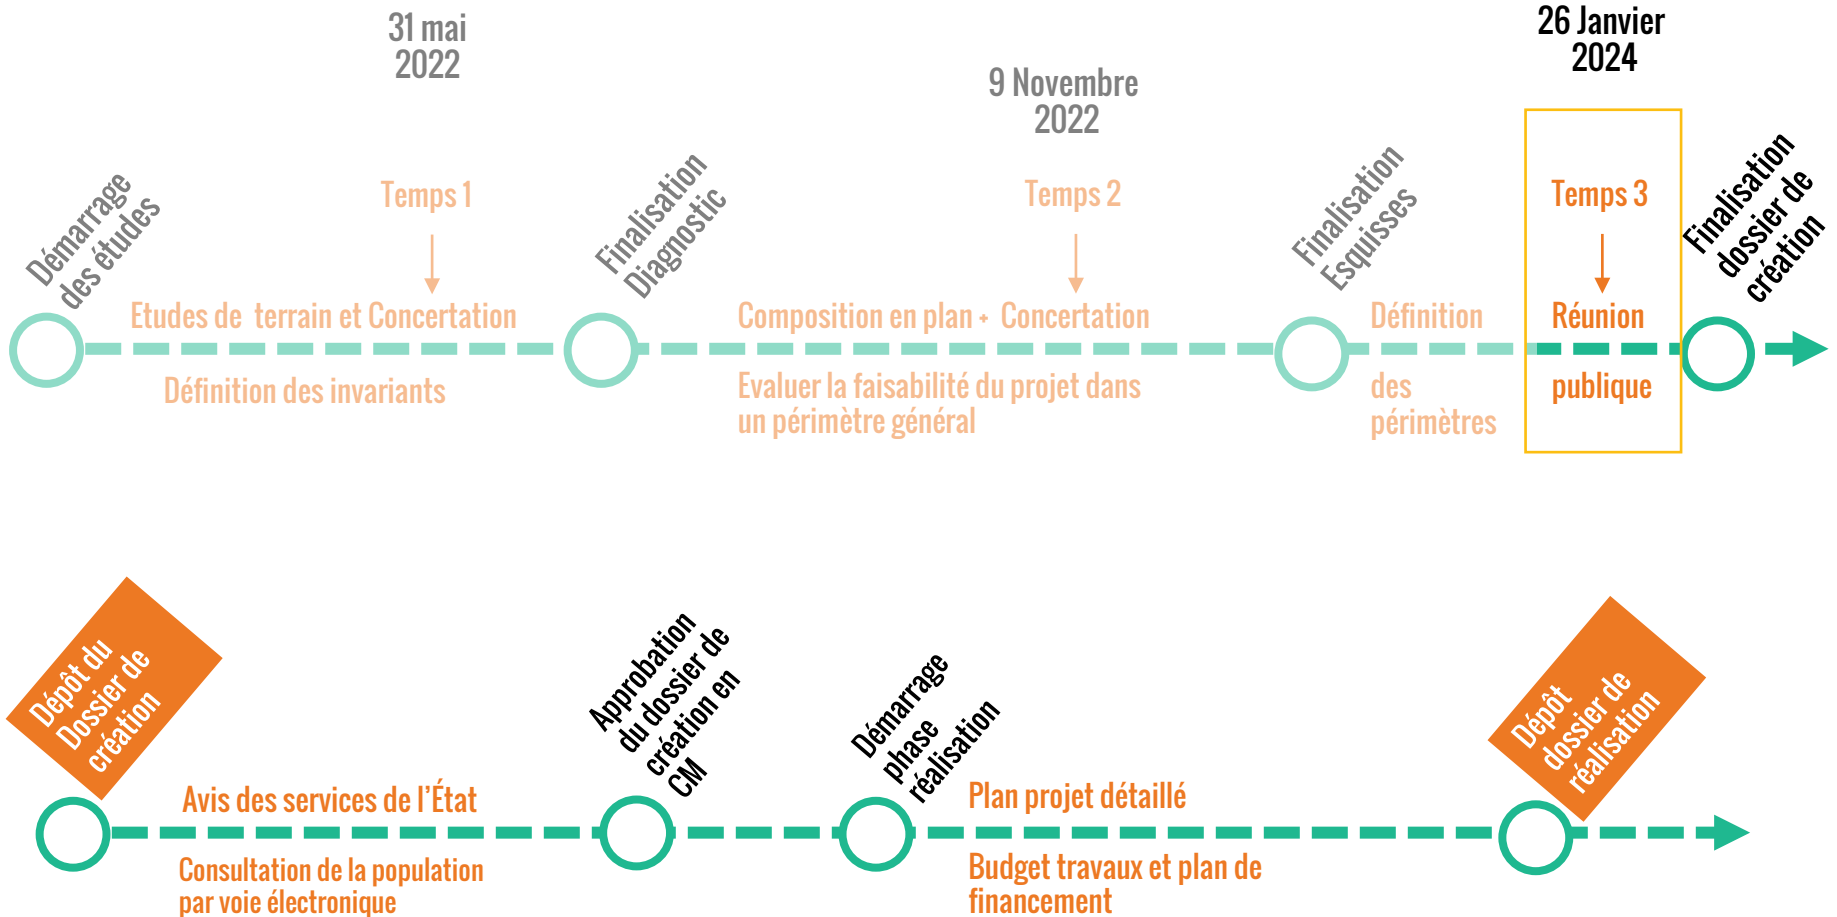 31 mai
2022
9 Novembre
2022
26 Janvier
2024
Démarrage
des études
Temps 1
Finalisation
Diagnostic
Temps 2
Finalisation
Esquisses
Temps 3
Finalisation
dossier de
création
Etudes de terrain et Concertation
Définition des invariants
Composition en plan + Concertation
Evaluer la faisabilité du projet dans
un périmètre général
Définition
des
périmètres
Réunion
publique
Dépôt du
Dossier de
création
Avis des services de l'État
Consultation de la population
par voie électronique
Approbation
du dossier de
création en
CM
Démarrage
phase
réalisation
Plan projet détaillé
Budget travaux et plan de
financement
Dépôt
dossier de
réalisation